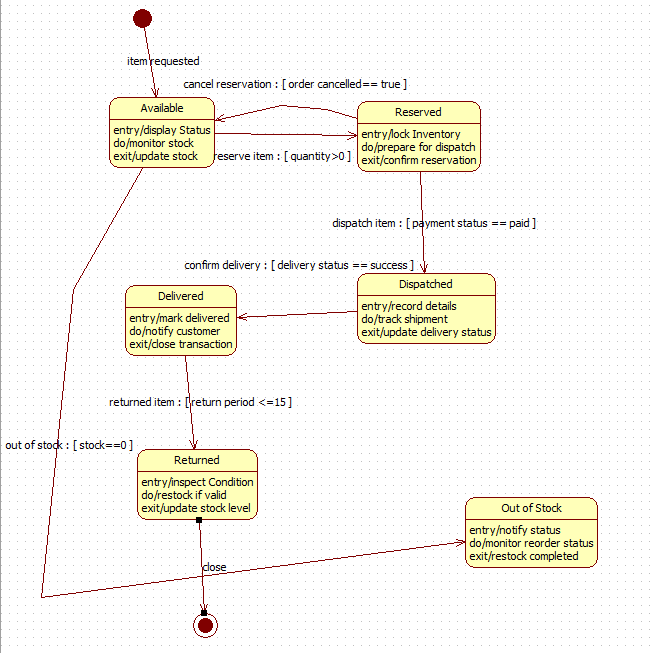 item requested
cancel reservation : [ order cancelled== true ]
Available
entry/display Status
do/monitor stock
exit/update stock
Reserved
entry/lock Inventory
do/prepare for dispatch
exit/confirm reservation
reserve item : [ quantity>0 ]
dispatch item : [ payment status == paid ]
confirm delivery : [ delivery status == success ]
Dispatched
entry/record details
do/track shipment
exit/update delivery status
Delivered
entry/mark delivered
do/notify customer
exit/close transaction
returned item : [ return period <=15 ]
out of stock : [ stock==0 ]
Returned
entry/inspect Condition
do/restock if valid
exit/update stock level
Out of Stock
entry/notify status
do/monitor reorder status
exit/restock completed
close